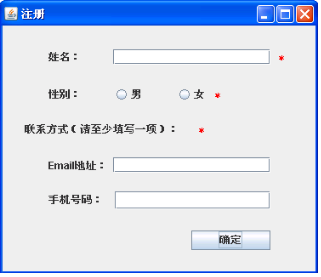 注册
姓名： *
性别： 男 女 *
联系方式（请至少填写一项）： *
Email地址：
手机号码：
确定